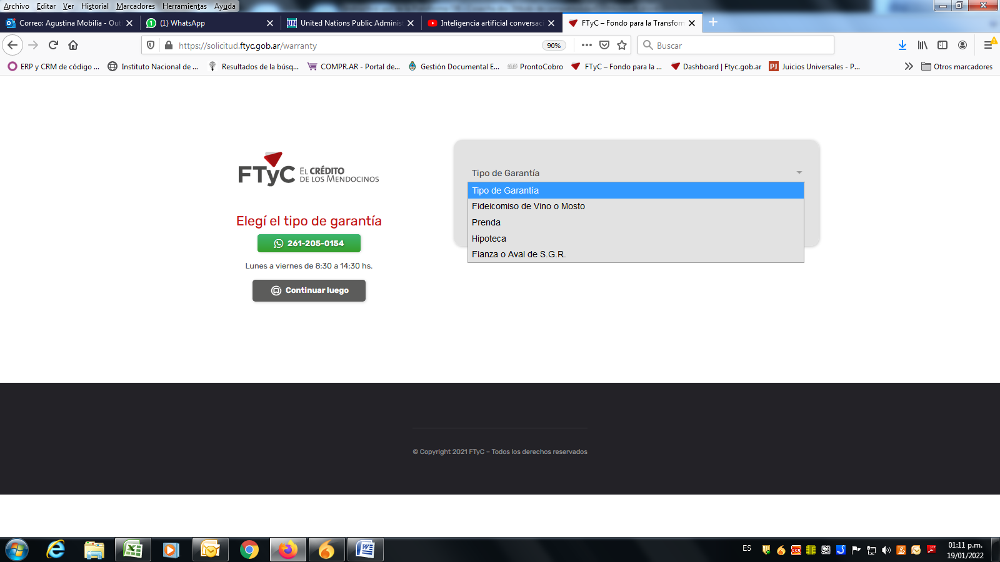 Archivo Editar Ver Historial Marcadores Herramientas Ayuda
Correo: Agustina Mobilia - Out
(1) WhatsApp
United Nations Public Adminis
Inteligencia artificial conversac
FTyC – Fondo para la Transform
https://solicitud.ftyc.gob.ar/warranty
90%
Buscar
ERP y CRM de código ...
Instituto Nacional de ...
Resultados de la búsq...
COMPR.AR - Portal de...
Gestión Documental E...
ProntoCobro
FTyC – Fondo para la ...
Dashboard | Ftyc.gob.ar
PJ Juicios Universales - P...
Otros marcadores
FTyC EL CRÉDITO
DE LOS MENDOCINOS
Elegí el tipo de garantía
261-205-0154
Lunes a viernes de 8:30 a 14:30 hs.
Continuar luego
Tipo de Garantía
Tipo de Garantía
Fideicomiso de Vino o Mosto
Prenda
Hipoteca
Fianza o Aval de S.G.R.
© Copyright 2021 FTyC – Todos los derechos reservados
ES
01:11 p.m.
19/01/2022